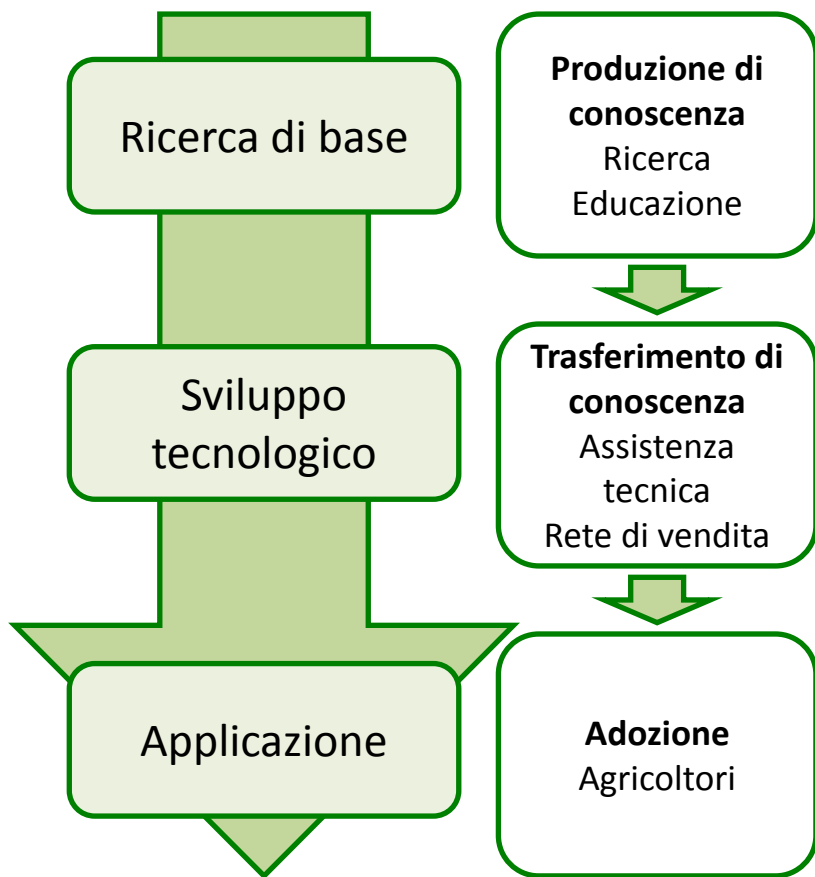 Ricerca di base
Produzione di
conoscenza
Ricerca
Educazione
Sviluppo
tecnologico
Trasferimento di
conoscenza
Assistenza
tecnica
Rete di vendita
Applicazione
Adozione
Agricoltori